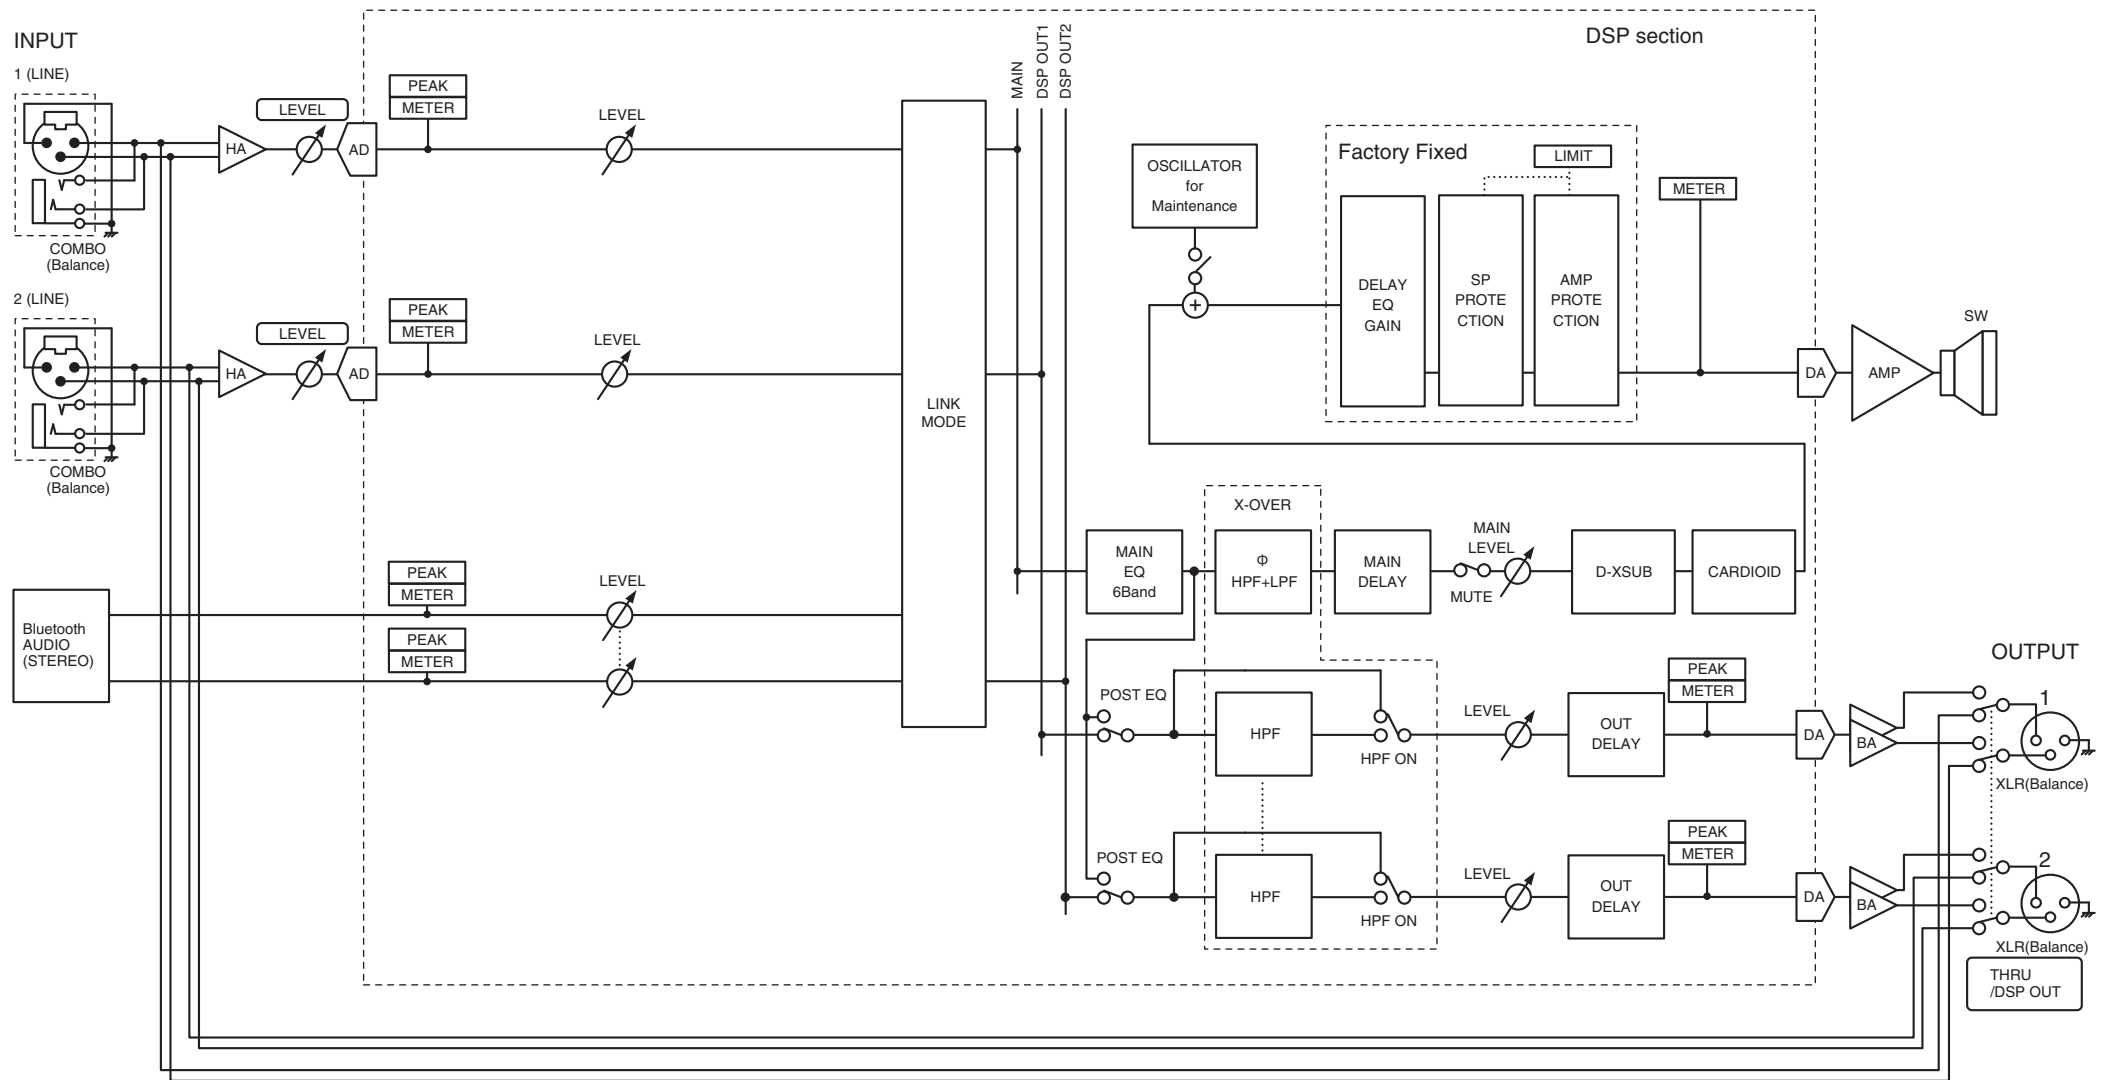 INPUT
1 (LINE)
COMBO
(Balance)
HA
LEVEL
AD
PEAK
METER
LEVEL
2 (LINE)
COMBO
(Balance)
HA
LEVEL
AD
PEAK
METER
LEVEL
Bluetooth
AUDIO
(STEREO)
PEAK
METER
PEAK
METER
LEVEL
LINK
MODE
MAIN
DSP OUT1
DSP OUT2
DSP section
OSCILLATOR
for
Maintenance
+
Factory Fixed
LIMIT
DELAY
EQ
GAIN
SP
PROTE
CTION
AMP
PROTE
CTION
METER
DA
AMP
SW
MAIN
EQ
6Band
X-OVER
Φ
HPF+LPF
MAIN
DELAY
MAIN
LEVEL
MUTE
D-XSUB
CARDIOID
POST EQ
HPF
HPF ON
LEVEL
OUT
DELAY
PEAK
METER
DA
BA
OUTPUT
1
XLR(Balance)
POST EQ
HPF
HPF ON
LEVEL
OUT
DELAY
PEAK
METER
DA
BA
2
XLR(Balance)
THRU
/DSP OUT